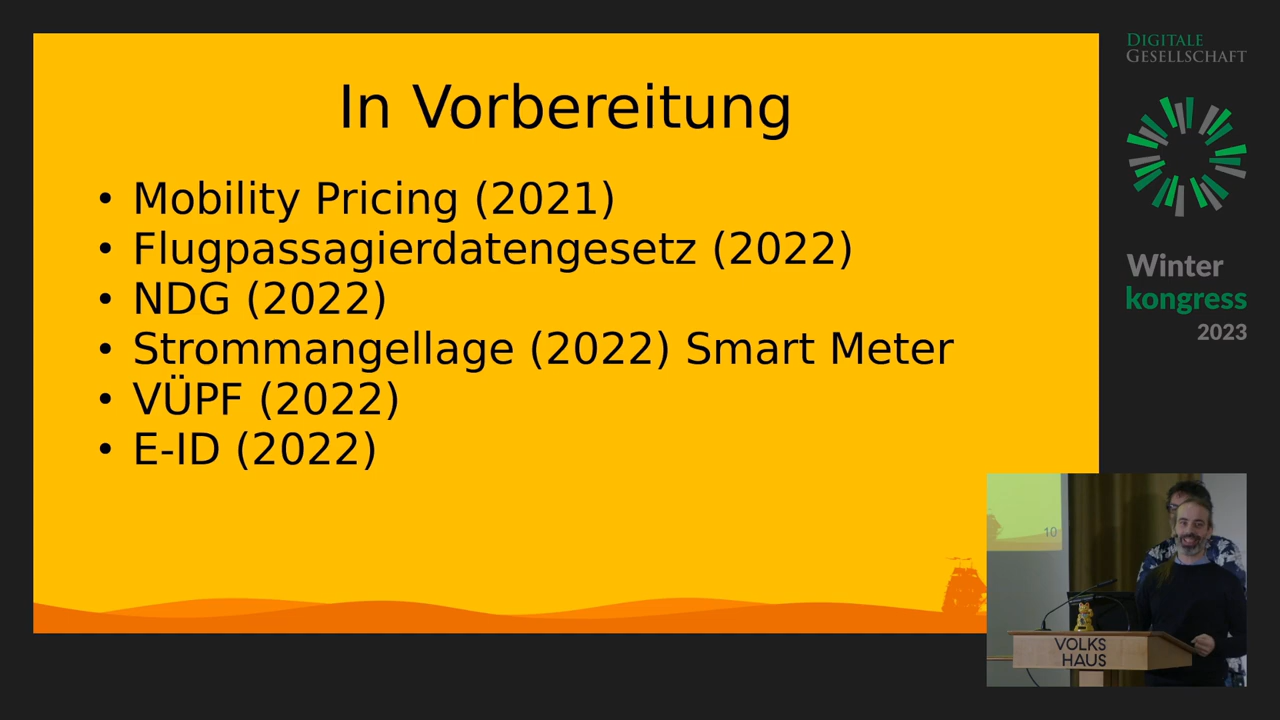 In Vorbereitung
• Mobility Pricing (2021)
• Flugpassagierdatengesetz (2022)
• NDG (2022)
• Strommangellage (2022) Smart Meter
• VÜPF (2022)
• E-ID (2022)
DIGITALE
GESELLSCHAFT
Winter
kongress
2023
10
VOLKS
HAUS